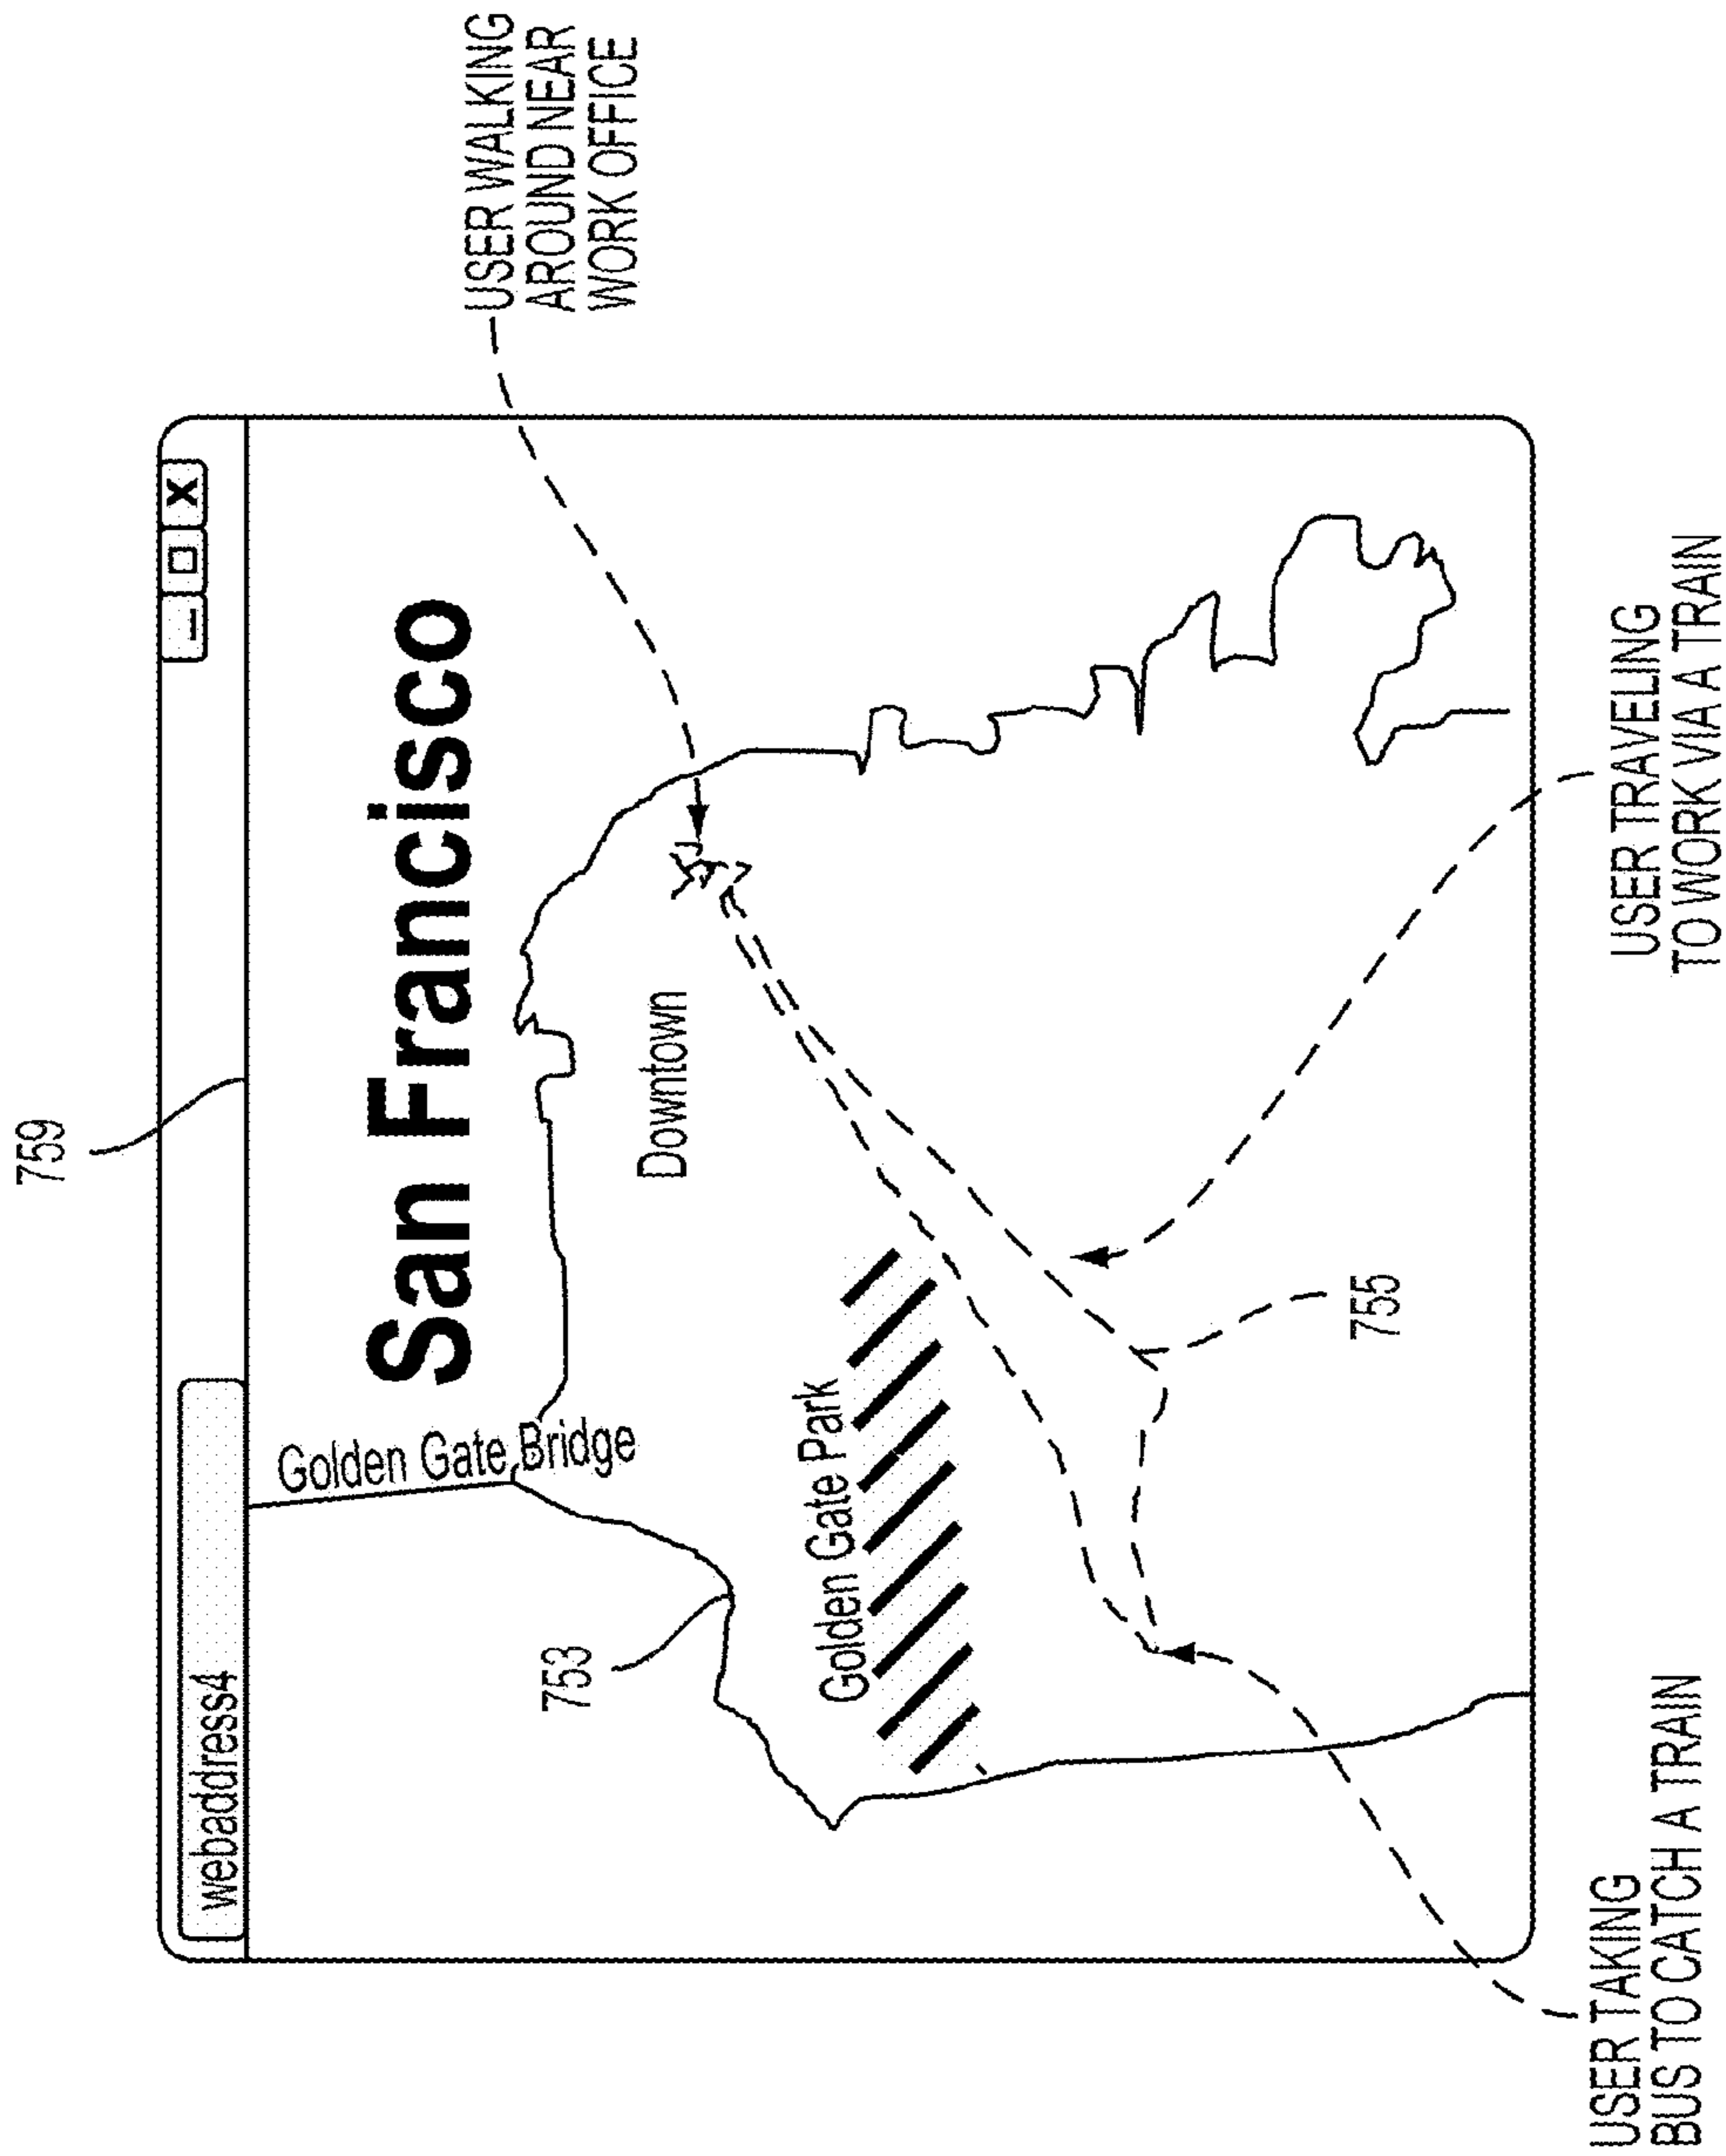 759
webaddress4
_ □ X
San Francisco
Golden Gate Bridge
USER WALKING
AROUND NEAR
WORK OFFICE
753
Downtown
Golden Gate Park
755
USER TAKING
BUS TO CATCH A TRAIN
USER TRAVELING
TO WORK VIA A TRAIN